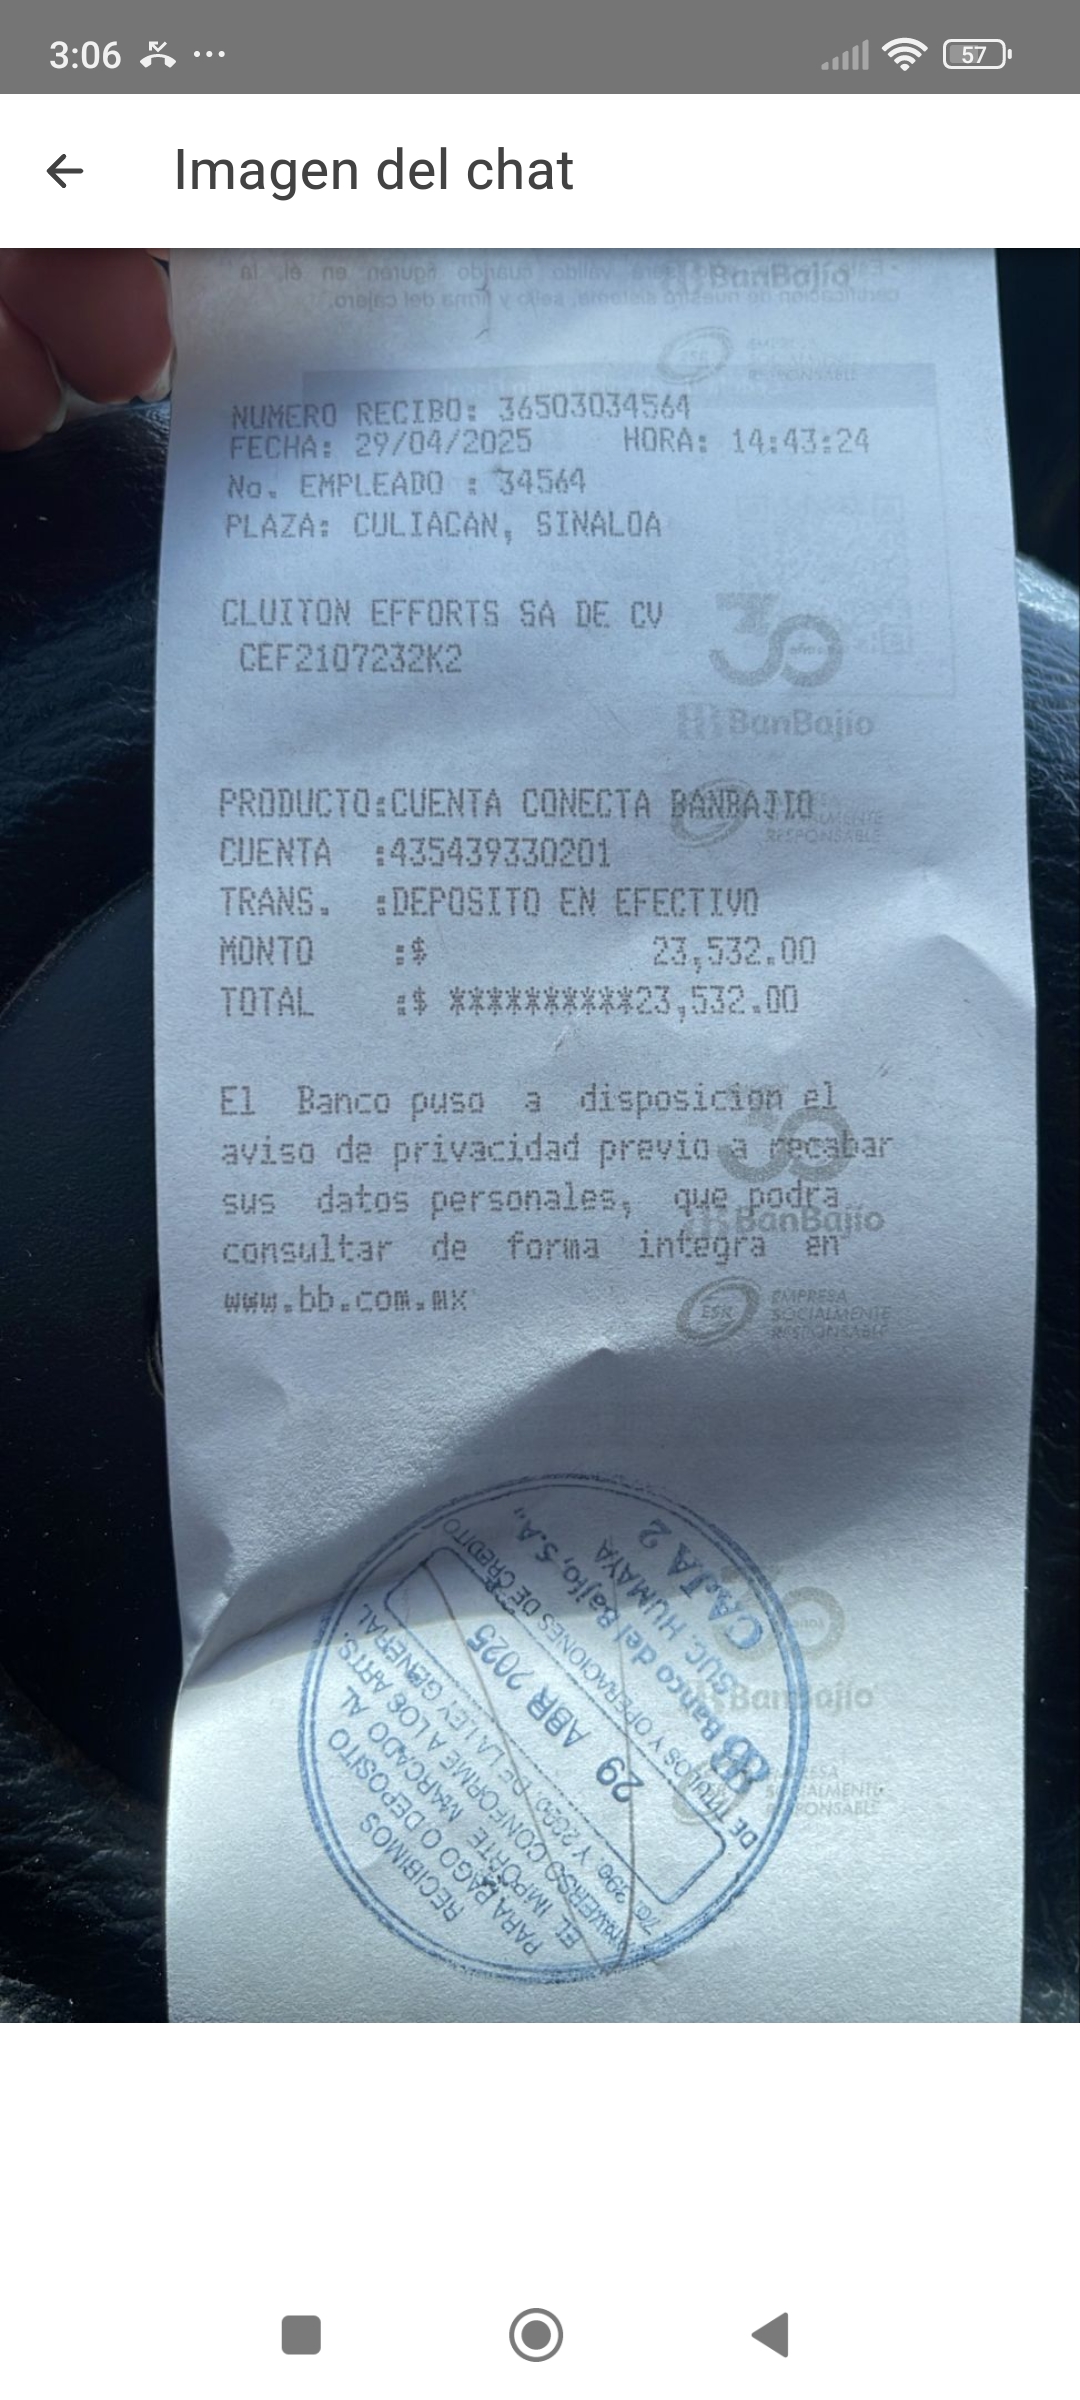 3:06
57
Imagen del chat
BanBajío
NUMERO RECIBO: 36503034564
FECHA: 29/04/2025 HORA: 14:43:24
No. EMPLEADO : 34564
PLAZA: CULIACAN, SINALOA
CLUITON EFFORTS SA DE CV
CEF2107232K2
30
BanBajío
PRODUCTO:CUENTA CONECTA BANBAJIO
CUENTA :435439330201
TRANS. :DEPOSITO EN EFECTIVO
MONTO :$ 23,532.00
TOTAL :$ **********23,532.00
El Banco puso a disposicion el
aviso de privacidad previo a recabar
sus datos personales, que podra
consultar de forma integra en
www.bb.com.mx
30
BanBajío
ESR
EMPRESA
SOCIALMENTE
RESPONSABLE
CAJA 2
SUC. HUMAYA
Banco del Bajío, S.A.,
DE TITULOS Y OPERACIONES DE CREDITO
29 ABR 2025
RECIBIMOS
PARA PAGO O DEPOSITO
EL IMPORTE MARCADO AL
CONFORME A LOS ARTS.
DE LA LEY GENERAL